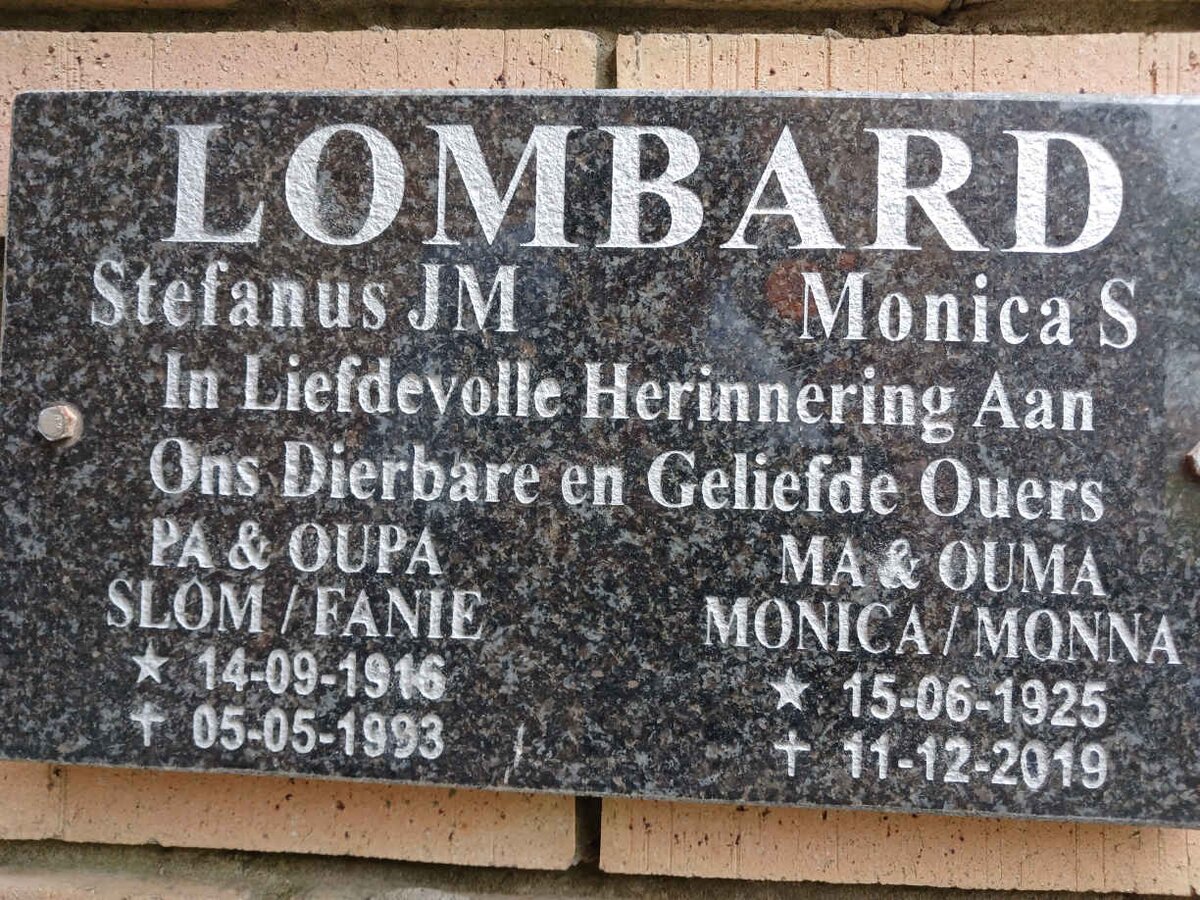 LOMBARD
Stefanus JM Monica S
In Liefdevolle Herinnering Aan
Ons Dierbare en Geliefde Ouers
PA & OUPA MA & OUMA
SLOM / FANIE MONICA / MONNA
★ 14-09-1916 ★ 15-06-1925
✝ 05-05-1993 ✝ 11-12-2019